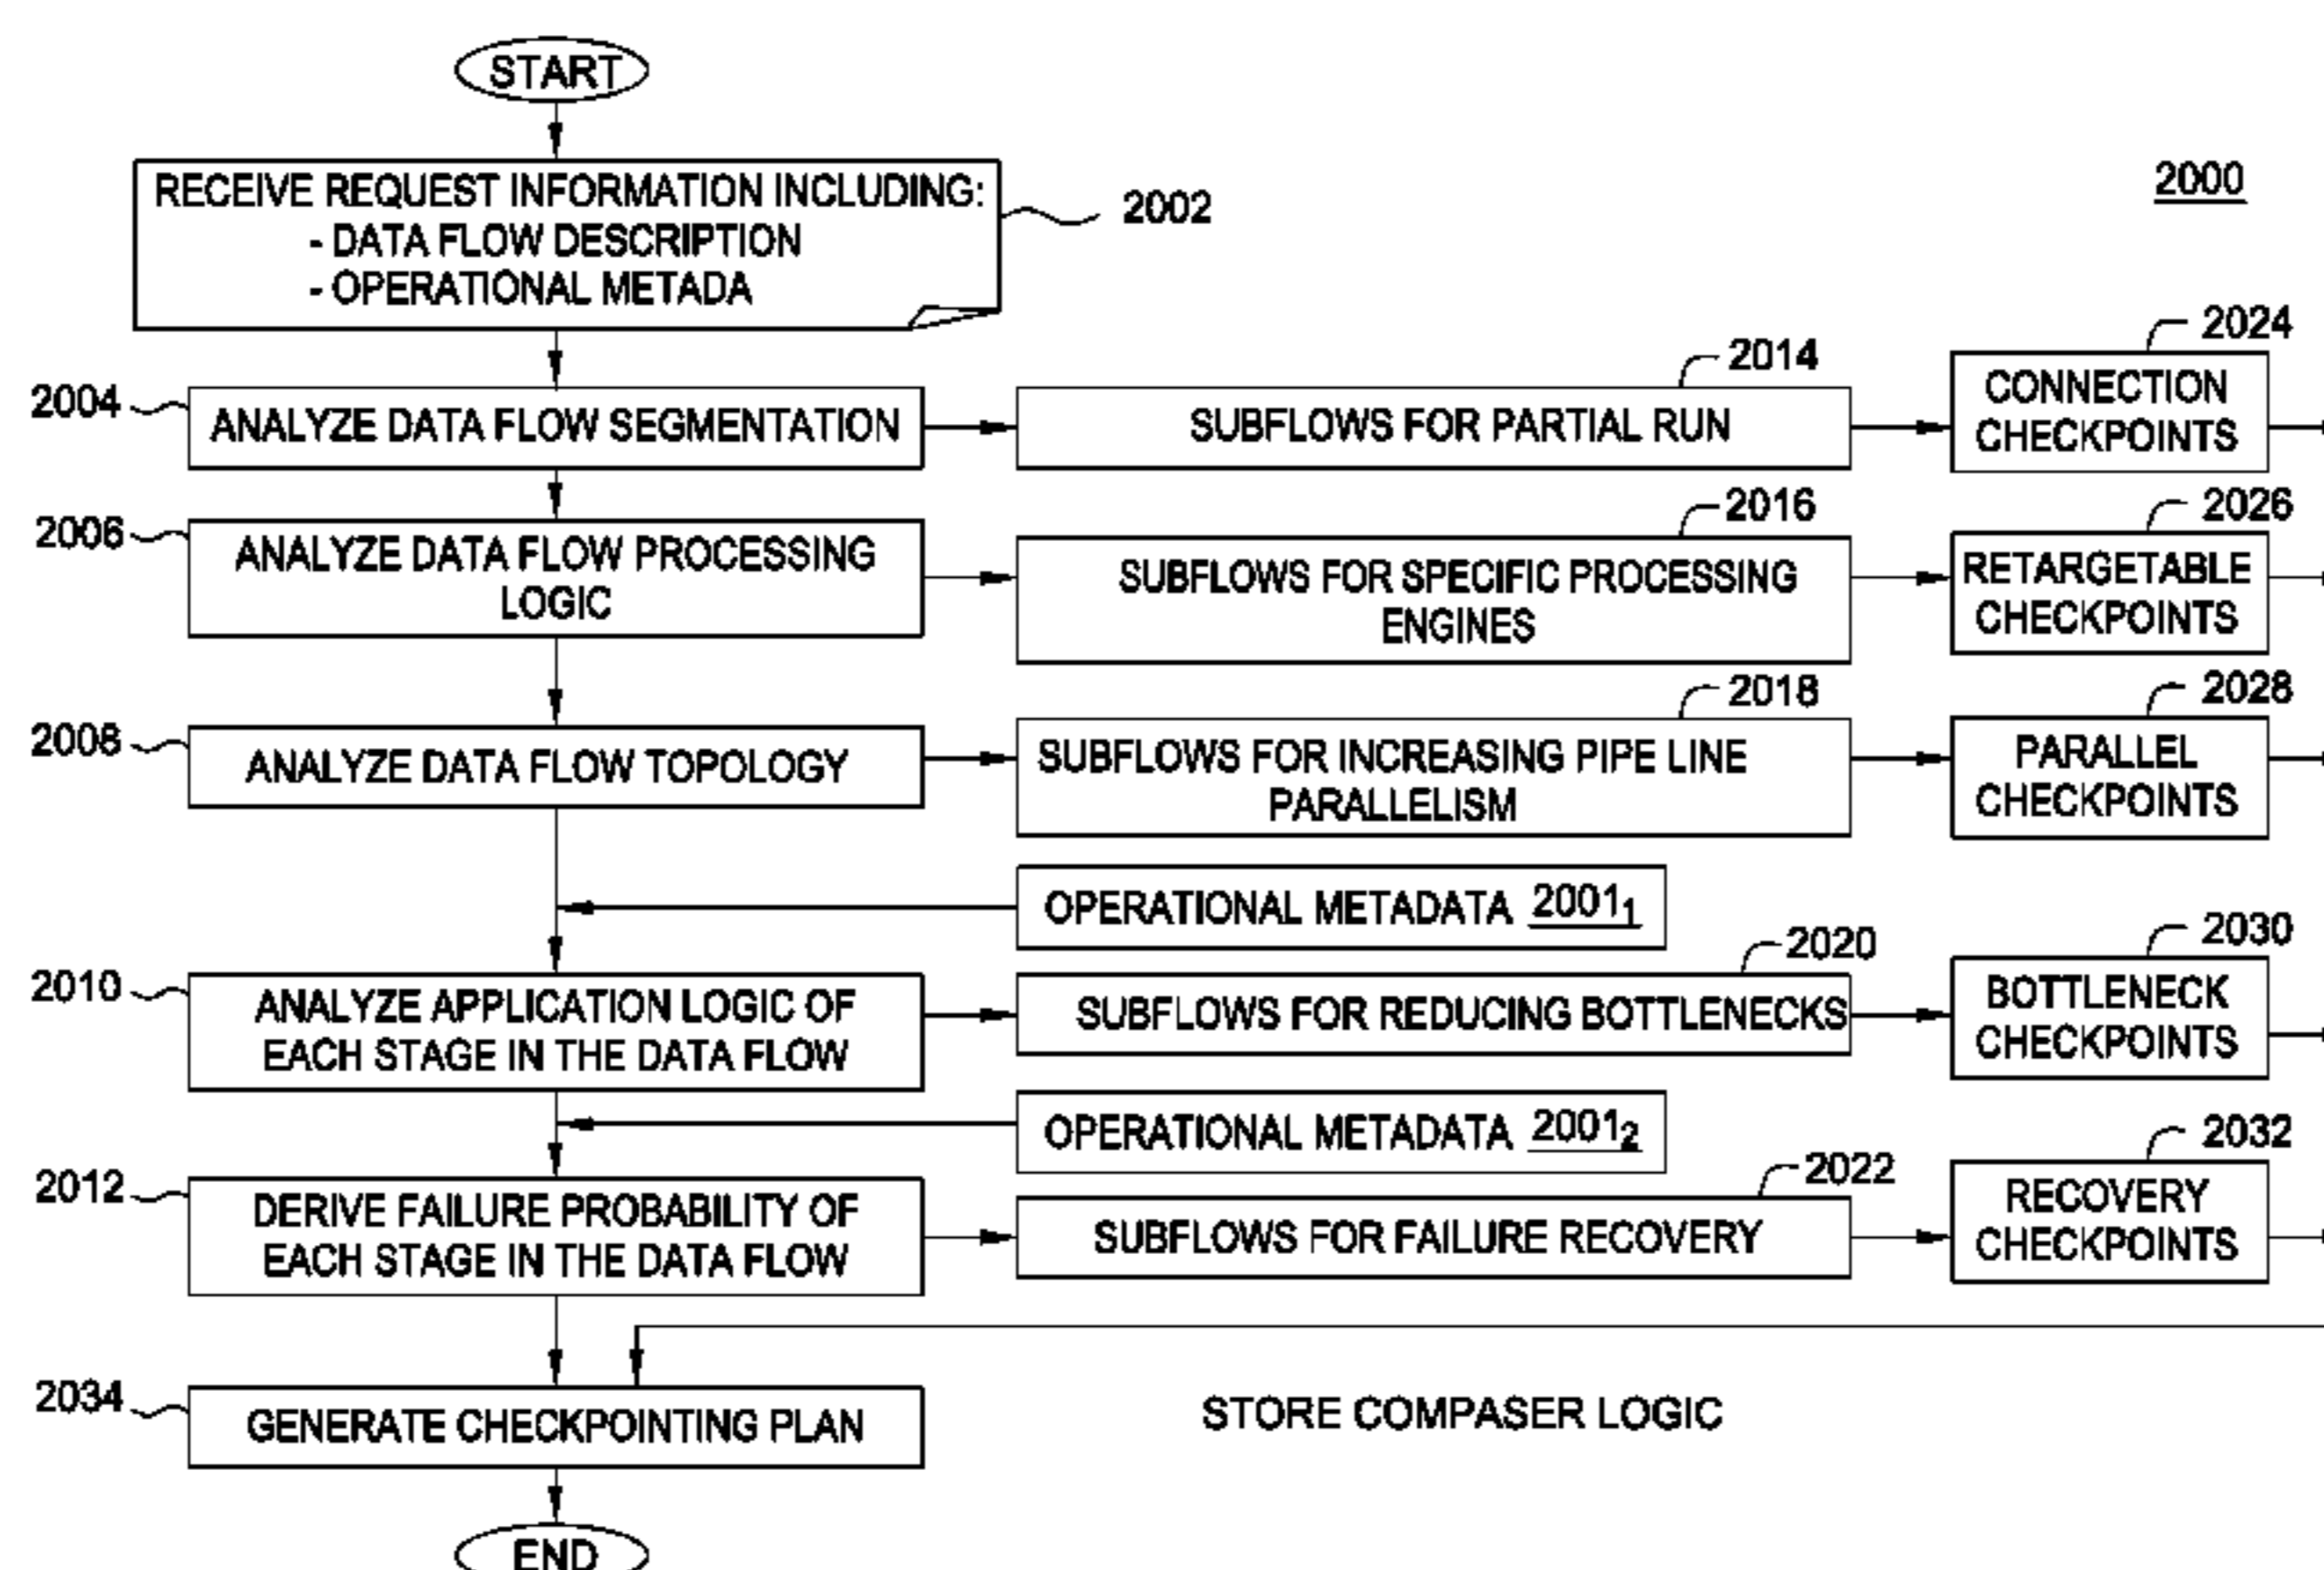 START
RECEIVE REQUEST INFORMATION INCLUDING:
- DATA FLOW DESCRIPTION
- OPERATIONAL METADA
2002
2000
2004
ANALYZE DATA FLOW SEGMENTATION
2014
SUBFLOWS FOR PARTIAL RUN
2024
CONNECTION
CHECKPOINTS
2006
ANALYZE DATA FLOW PROCESSING
LOGIC
2016
SUBFLOWS FOR SPECIFIC PROCESSING
ENGINES
2026
RETARGETABLE
CHECKPOINTS
2008
ANALYZE DATA FLOW TOPOLOGY
2018
SUBFLOWS FOR INCREASING PIPE LINE
PARALLELISM
2028
PARALLEL
CHECKPOINTS
OPERATIONAL METADATA 2001₁
2010
ANALYZE APPLICATION LOGIC OF
EACH STAGE IN THE DATA FLOW
2020
SUBFLOWS FOR REDUCING BOTTLENECKS
2030
BOTTLENECK
CHECKPOINTS
OPERATIONAL METADATA 2001₂
2012
DERIVE FAILURE PROBABILITY OF
EACH STAGE IN THE DATA FLOW
2022
SUBFLOWS FOR FAILURE RECOVERY
2032
RECOVERY
CHECKPOINTS
2034
GENERATE CHECKPOINTING PLAN
STORE COMPASER LOGIC
END